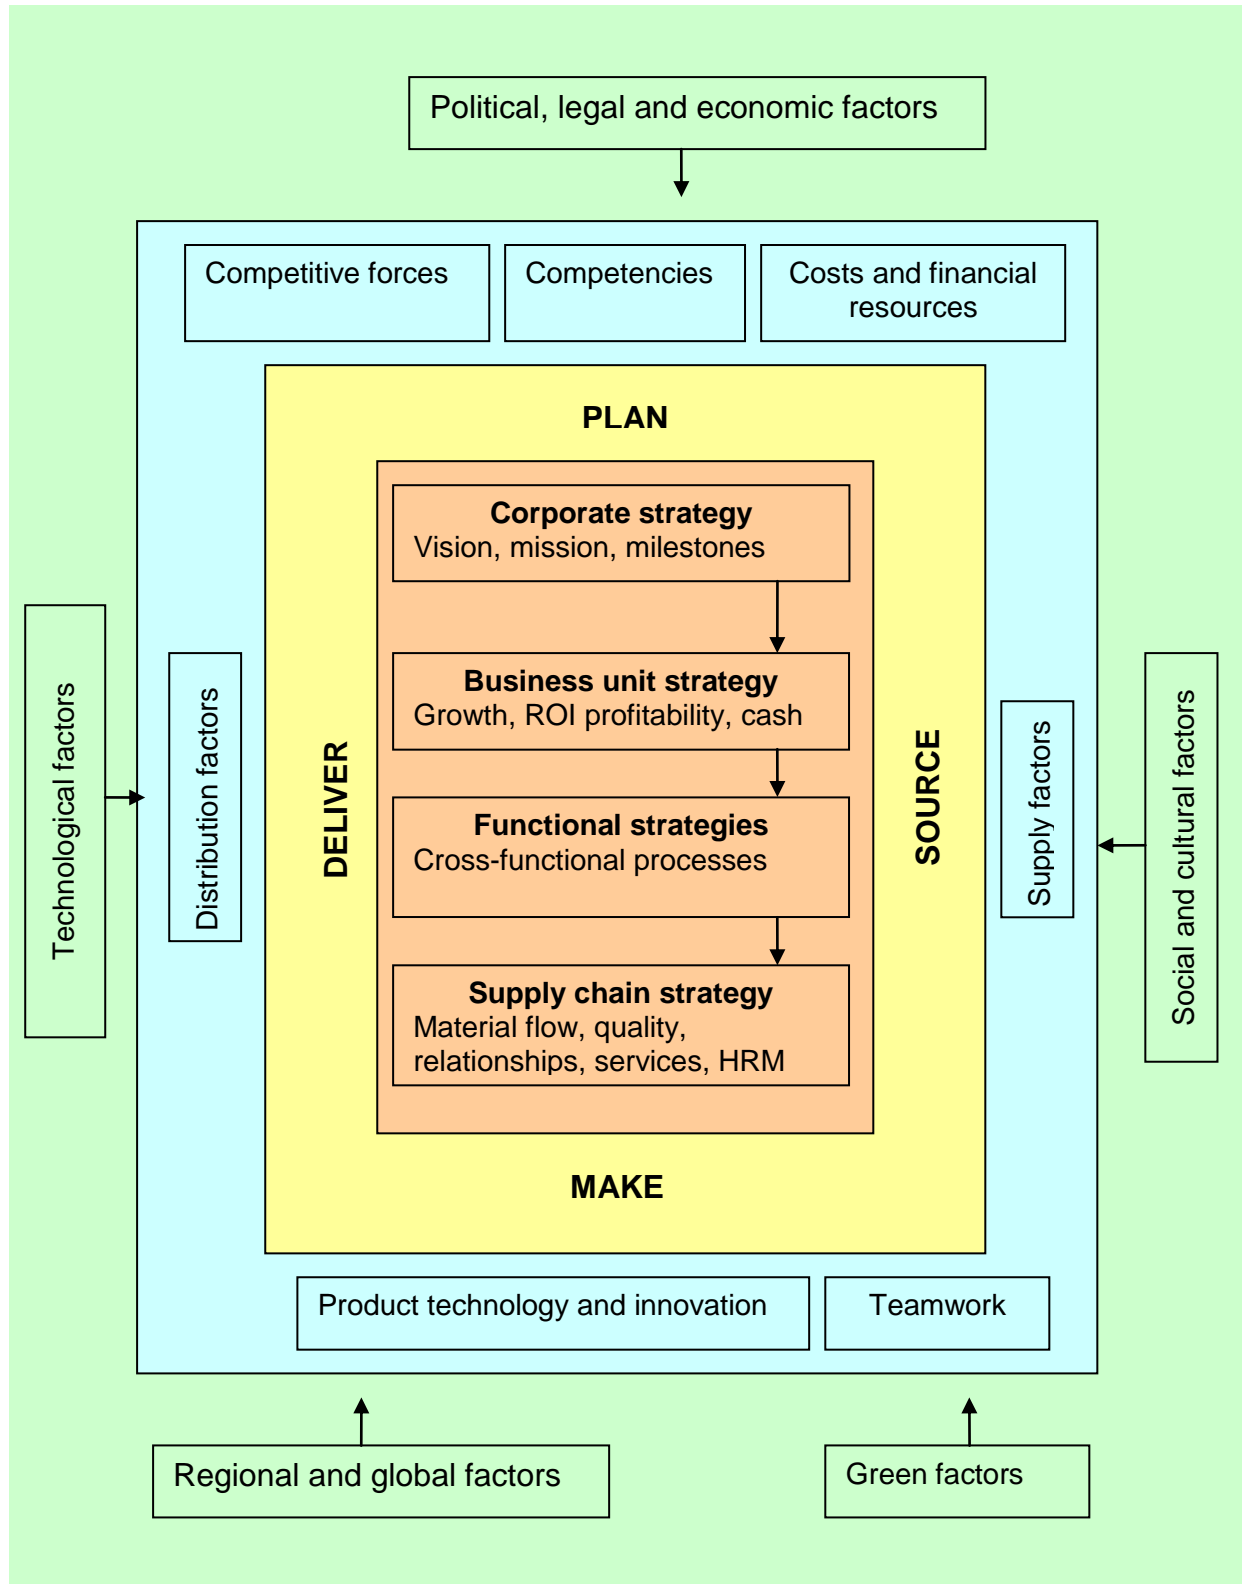 Political, legal and economic factors
Competitive forces
Competencies
Costs and financial
resources
PLAN
Corporate strategy
Vision, mission, milestones
Business unit strategy
Growth, ROI profitability, cash
Functional strategies
Cross-functional processes
Supply chain strategy
Material flow, quality,
relationships, services, HRM
Technological factors
Distribution factors
DELIVER
SOURCE
Supply factors
Social and cultural factors
MAKE
Product technology and innovation
Teamwork
Regional and global factors
Green factors